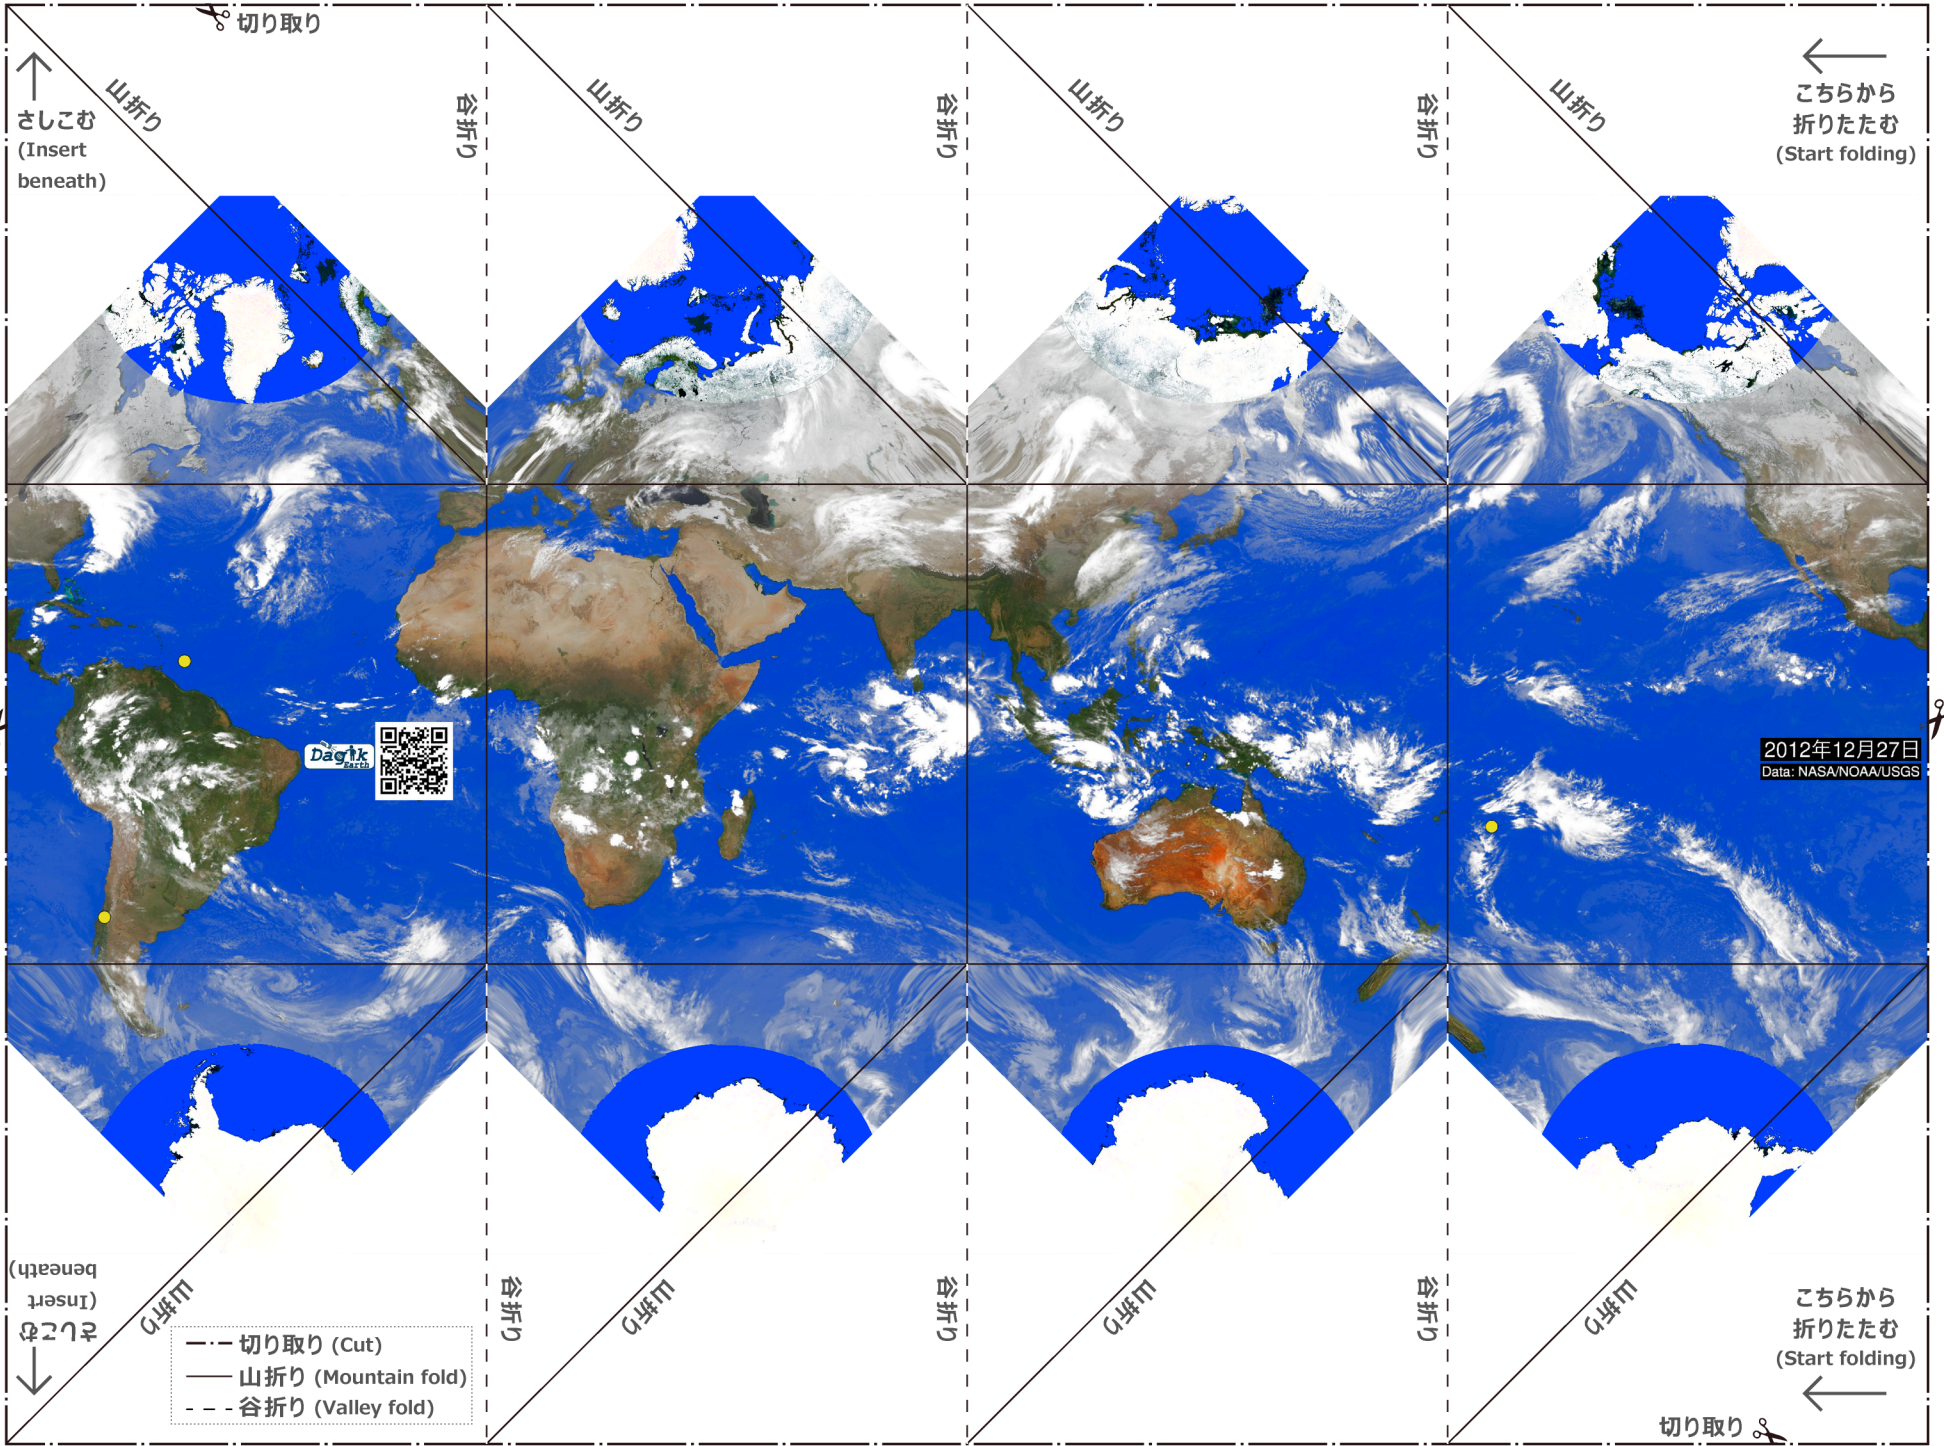 切り取り
山折り
谷折り
山折り
谷折り
山折り
谷折り
山折り
さしこむ
(Insert
beneath)
こちらから
折りたたむ
(Start folding)
Dagik
Earth
2012年12月27日
Data: NASA/NOAA/USGS
さしこむ
(Insert
beneath)
山折り
谷折り
山折り
谷折り
山折り
谷折り
山折り
こちらから
折りたたむ
(Start folding)
切り取り (Cut)
山折り (Mountain fold)
谷折り (Valley fold)
切り取り